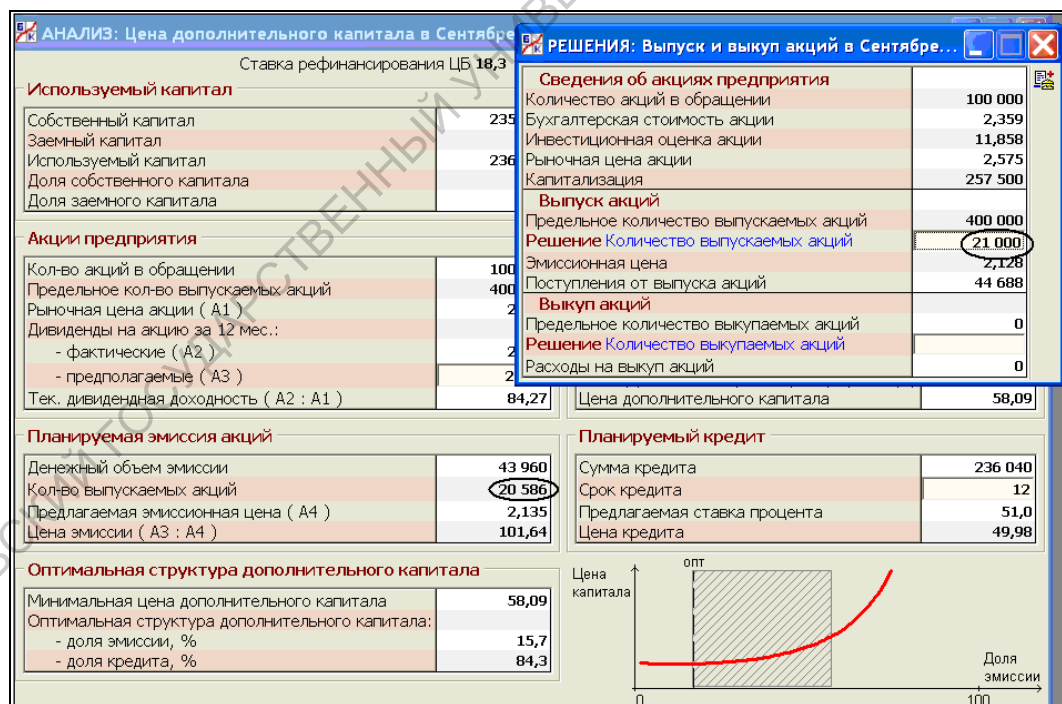 АНАЛИЗ: Цена дополнительного капитала в Сентябре
Ставка рефинансирования ЦБ 18,3
Используемый капитал
Собственный капитал 235
Заемный капитал
Используемый капитал 236
Доля собственного капитала
Доля заемного капитала
Акции предприятия
Кол-во акций в обращении 100
Предельное кол-во выпускаемых акций 400
Рыночная цена акции ( А1 ) 2
Дивиденды на акцию за 12 мес.:
- фактические ( А2 ) 2
- предполагаемые ( А3 ) 2
Тек. дивидендная доходность ( А2 : А1 ) 84,27
РЕШЕНИЯ: Выпуск и выкуп акций в Сентябре...
Сведения об акциях предприятия
Количество акций в обращении 100 000
Бухгалтерская стоимость акции 2,359
Инвестиционная оценка акции 11,858
Рыночная цена акции 2,575
Капитализация 257 500
Выпуск акций
Предельное количество выпускаемых акций 400 000
Решение Количество выпускаемых акций 21 000
Эмиссионная цена 2,128
Поступления от выпуска акций 44 688
Выкуп акций
Предельное количество выкупаемых акций 0
Решение Количество выкупаемых акций
Расходы на выкуп акций 0
Цена дополнительного капитала 58,09
Планируемая эмиссия акций
Денежный объем эмиссии 43 960
Кол-во выпускаемых акций 20 586
Предлагаемая эмиссионная цена ( А4 ) 2,135
Цена эмиссии ( А3 : А4 ) 101,64
Планируемый кредит
Сумма кредита 236 040
Срок кредита 12
Предлагаемая ставка процента 51,0
Цена кредита 49,98
Оптимальная структура дополнительного капитала
Минимальная цена дополнительного капитала 58,09
Оптимальная структура дополнительного капитала:
- доля эмиссии, % 15,7
- доля кредита, % 84,3
Цена
капитала
опт
Доля
эмиссии
0 100
ГОСУДАРСТВЕННЫЙ